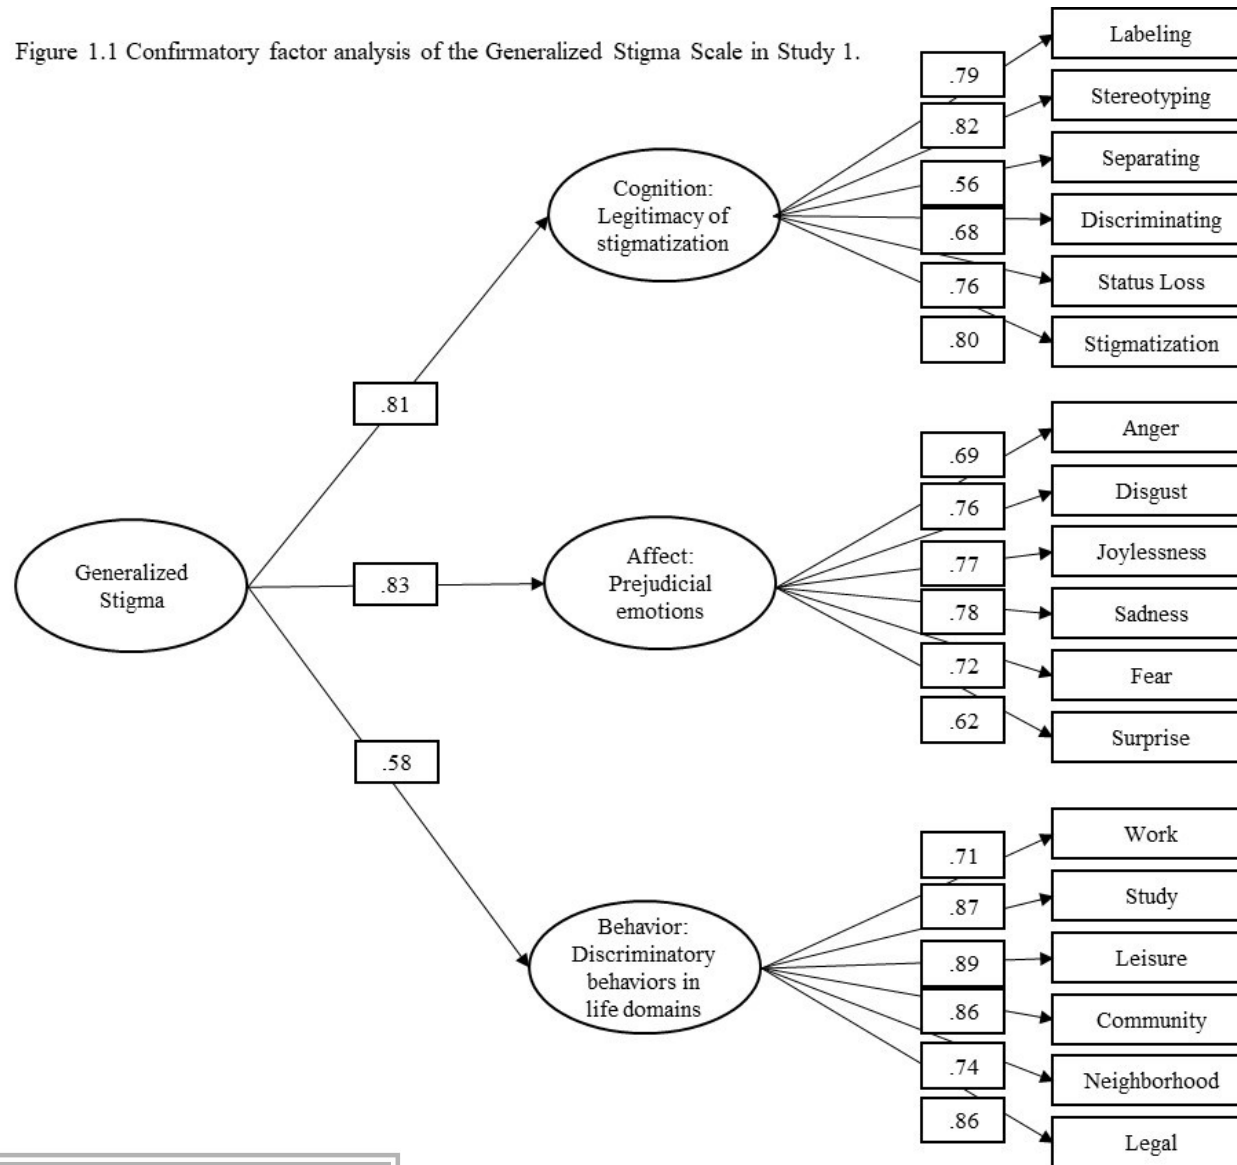 Figure 1.1 Confirmatory factor analysis of the Generalized Stigma Scale in Study 1.
Generalized
Stigma
.81
.83
.58
Cognition:
Legitimacy of
stigmatization
.79
.82
.56
.68
.76
.80
Labeling
Stereotyping
Separating
Discriminating
Status Loss
Stigmatization
Affect:
Prejudicial
emotions
.69
.76
.77
.78
.72
.62
Anger
Disgust
Joylessness
Sadness
Fear
Surprise
Behavior:
Discriminatory
behaviors in
life domains
.71
.87
.89
.86
.74
.86
Work
Study
Leisure
Community
Neighborhood
Legal